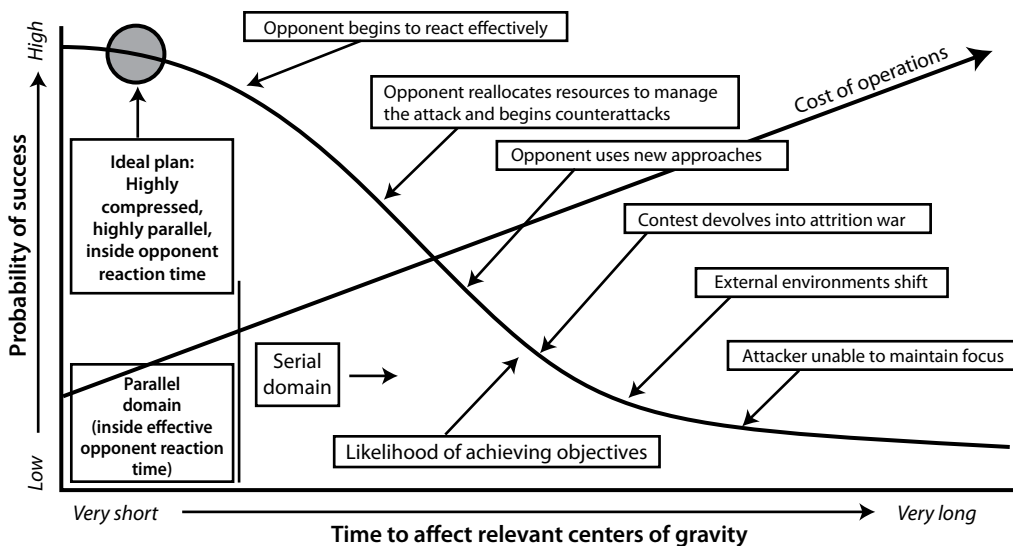 High
Probability of success
Low
Opponent begins to react effectively
Cost of operations
Opponent reallocates resources to manage
the attack and begins counterattacks
Ideal plan:
Highly
compressed,
highly parallel,
inside opponent
reaction time
Opponent uses new approaches
Contest devolves into attrition war
External environments shift
Serial
domain
Attacker unable to maintain focus
Parallel
domain
(inside effective
opponent reaction
time)
Likelihood of achieving objectives
Very short
Very long
Time to affect relevant centers of gravity